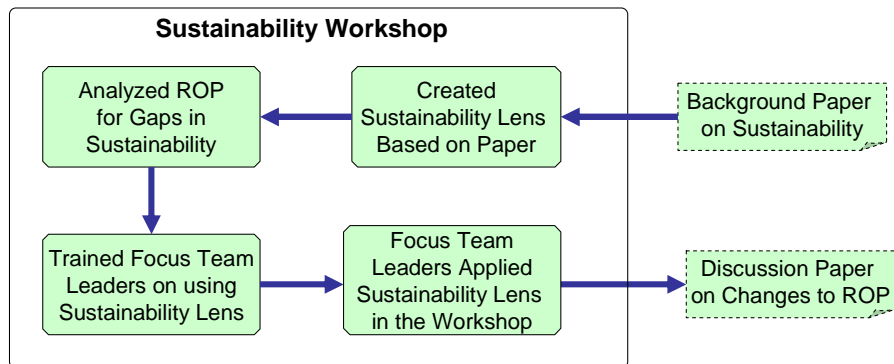 Sustainability Workshop
Analyzed ROP
for Gaps in
Sustainability
Created
Sustainability Lens
Based on Paper
Background Paper
on Sustainability
Trained Focus Team
Leaders on using
Sustainability Lens
Focus Team
Leaders Applied
Sustainability Lens
in the Workshop
Discussion Paper
on Changes to ROP